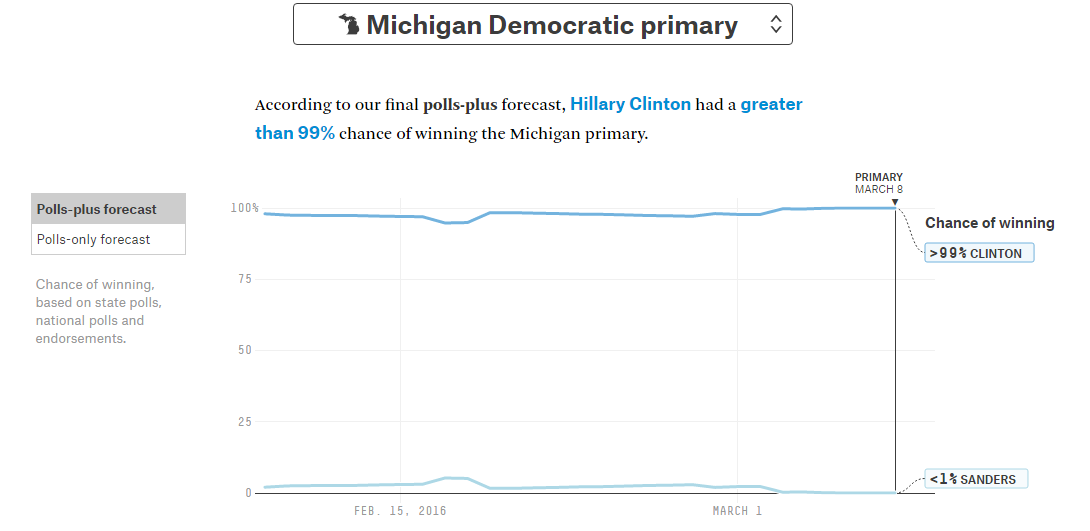 Michigan Democratic primary
According to our final polls-plus forecast, Hillary Clinton had a greater
than 99% chance of winning the Michigan primary.
PRIMARY
MARCH 8
Polls-plus forecast
Polls-only forecast
Chance of winning,
based on state polls,
national polls and
endorsements.
100%
75
50
25
0
Chance of winning
>99% CLINTON
<1% SANDERS
FEB. 15, 2016
MARCH 1